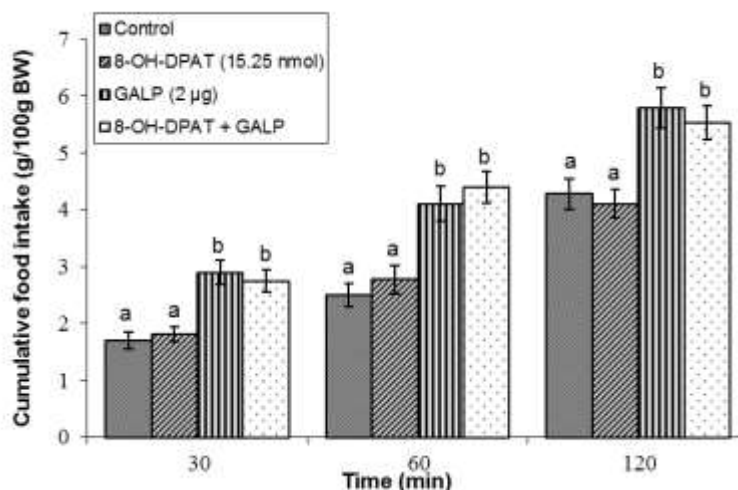 Cumulative food intake (g/100g BW)
7
6
5
4
3
2
1
0
Control
8-OH-DPAT (15.25 nmol)
GALP (2 µg)
8-OH-DPAT + GALP
a
a
b
b
a
a
b
b
a
a
b
b
30
60
120
Time (min)